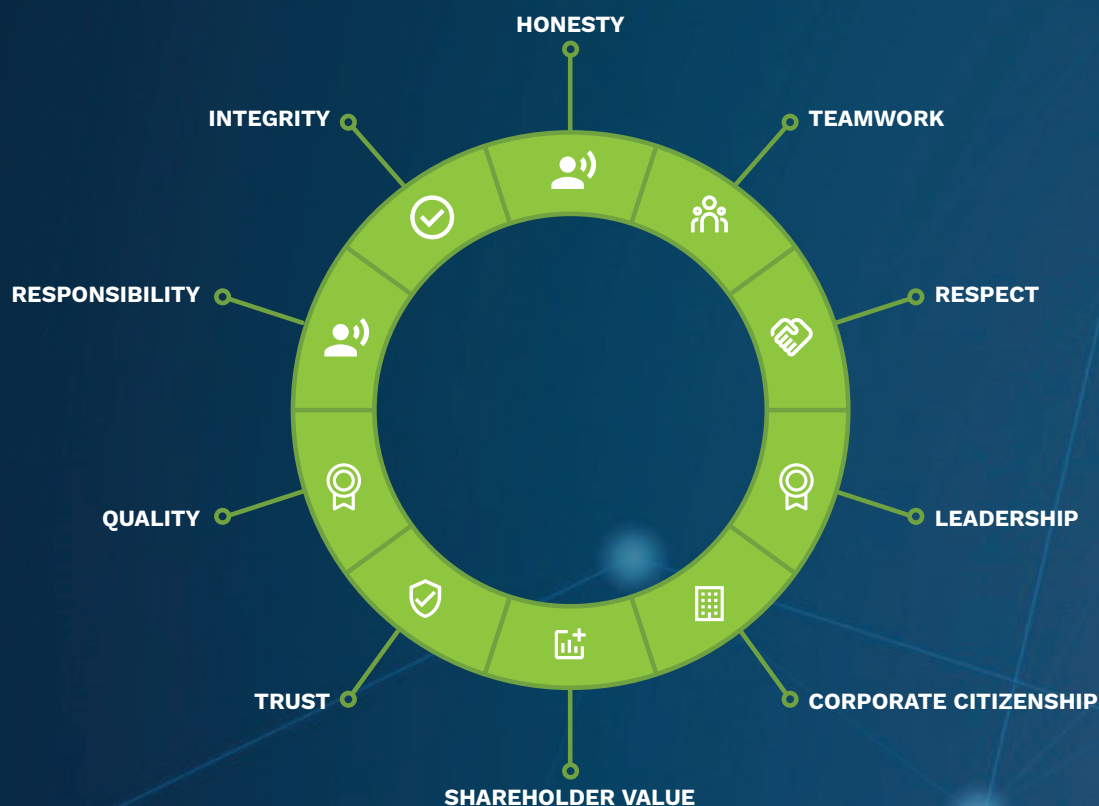 HONESTY
INTEGRITY
TEAMWORK
RESPONSIBILITY
RESPECT
QUALITY
LEADERSHIP
TRUST
CORPORATE CITIZENSHIP
SHAREHOLDER VALUE